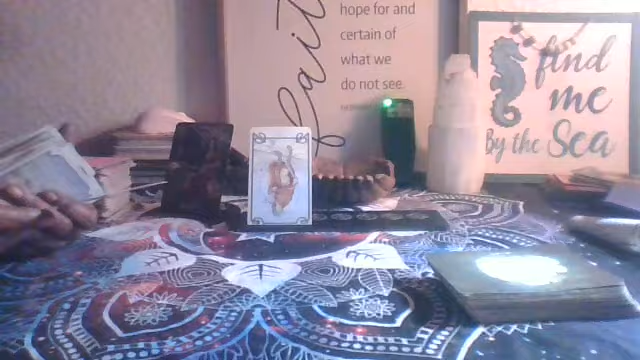 faith
hope for and
certain of
what we
do not see.
find
me
By the Sea